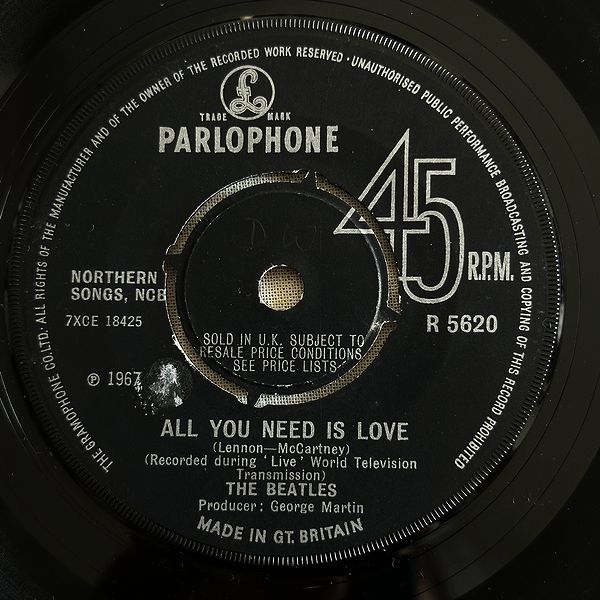 THE GRAMOPHONE CO.LTD. ALL RIGHTS OF THE MANUFACTURER AND OF THE OWNER OF THE RECORDED WORK RESERVED · UNAUTHORISED PUBLIC PERFORMANCE BROADCASTING AND COPYING OF THIS RECORD PROHIBITED
£
TRADE MARK
PARLOPHONE
45
R.P.M.
D W
NORTHERN
SONGS, NCB
7XCE 18425
R 5620
SOLD IN U.K. SUBJECT TO
RESALE PRICE CONDITIONS,
SEE PRICE LISTS
℗ 1967
ALL YOU NEED IS LOVE
(Lennon—McCartney)
(Recorded during 'Live' World Television
Transmission)
THE BEATLES
Producer: George Martin
MADE IN GT. BRITAIN